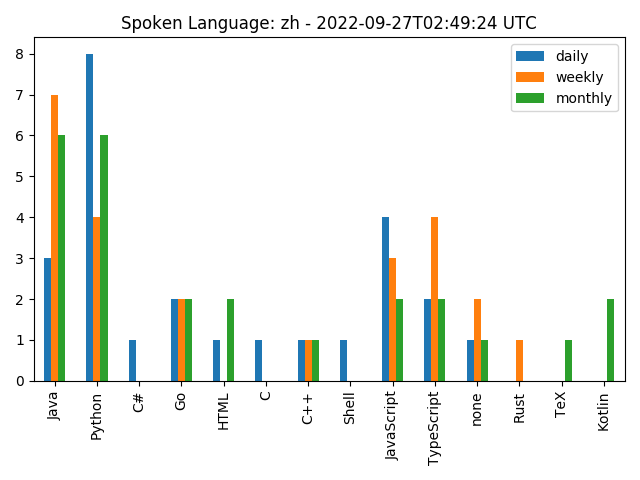 Spoken Language: zh - 2022-09-27T02:49:24 UTC
daily
weekly
monthly
8
7
6
5
4
3
2
1
0
Java
Python
C#
Go
HTML
C
C++
Shell
JavaScript
TypeScript
none
Rust
TeX
Kotlin